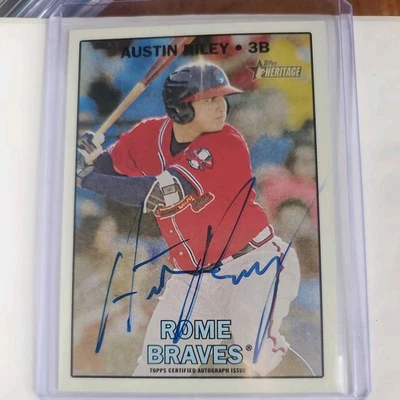 AUSTIN RILEY • 3B
Topps
HERITAGE
ROME
BRAVES®
TOPPS CERTIFIED AUTOGRAPH ISSUE